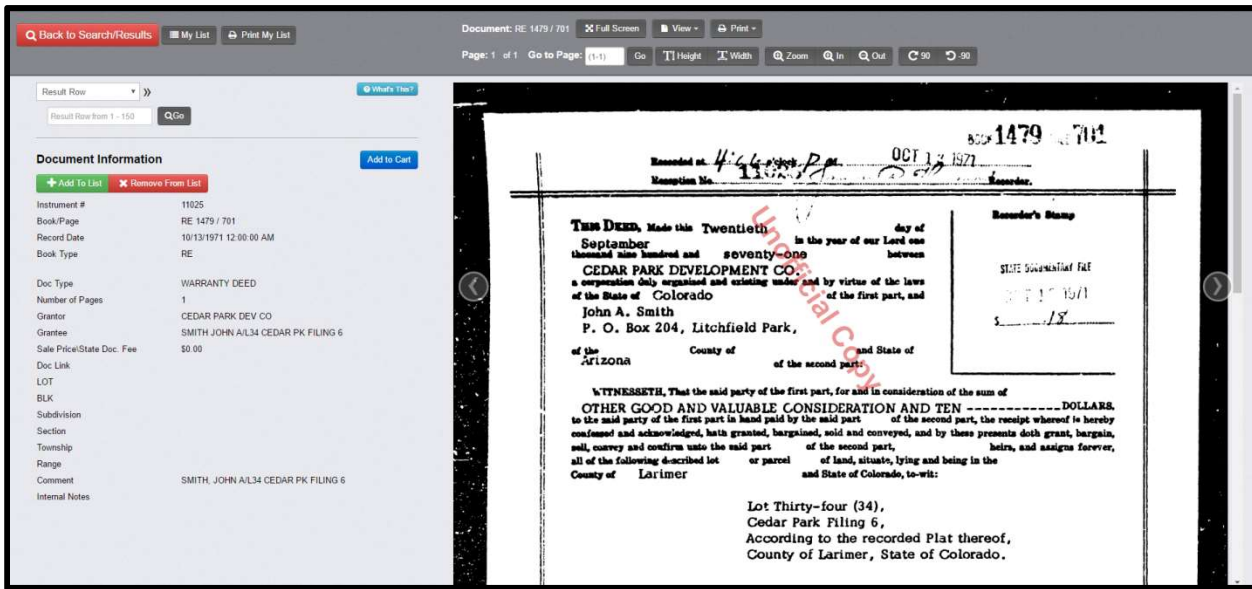 Back to Search/Results My List Print My List
Document: RE 1479 / 701 Full Screen View Print
Page: 1 of 1 Go to Page: (1-1) Go Height Width Zoom In Out 90 -90
Result Row » What's This?
Result Row from 1 - 150 Go
Document Information Add to Cart
Add To List Remove From List
Instrument # 11025
Book/Page RE 1479 / 701
Record Date 10/13/1971 12:00:00 AM
Book Type RE
Doc Type WARRANTY DEED
Number of Pages 1
Grantor CEDAR PARK DEV CO
Grantee SMITH JOHN A/L34 CEDAR PK FILING 6
Sale Price\State Doc. Fee $0.00
Doc Link
LOT
BLK
Subdivision
Section
Township
Range
Comment SMITH, JOHN A/L34 CEDAR PK FILING 6
Internal Notes
BOOK 1479 701
Recorded at OCT 13 1971
Reception No. 11025 Recorder.
Recorder's Stamp
THIS DEED, Made this Twentieth day of
September in the year of our Lord one
thousand nine hundred and seventy-one between
CEDAR PARK DEVELOPMENT CO.
a corporation duly organized and existing under and by virtue of the laws
of the State of Colorado of the first part, and
John A. Smith
P. O. Box 204, Litchfield Park,
of the County of and State of
Arizona of the second part:
STATE DOCUMENTARY FEE
1971
$ .18
Unofficial Copy
WITNESSETH, That the said party of the first part, for and in consideration of the sum of
OTHER GOOD AND VALUABLE CONSIDERATION AND TEN ------------- DOLLARS,
to the said party of the first part in hand paid by the said part of the second part, the receipt whereof is hereby
confessed and acknowledged, hath granted, bargained, sold and conveyed, and by these presents doth grant, bargain,
sell, convey and confirm unto the said part of the second part, heirs, and assigns forever,
all of the following described lot or parcel of land, situate, lying and being in the
County of Larimer and State of Colorado, to-wit:
Lot Thirty-four (34),
Cedar Park Filing 6,
According to the recorded Plat thereof,
County of Larimer, State of Colorado.